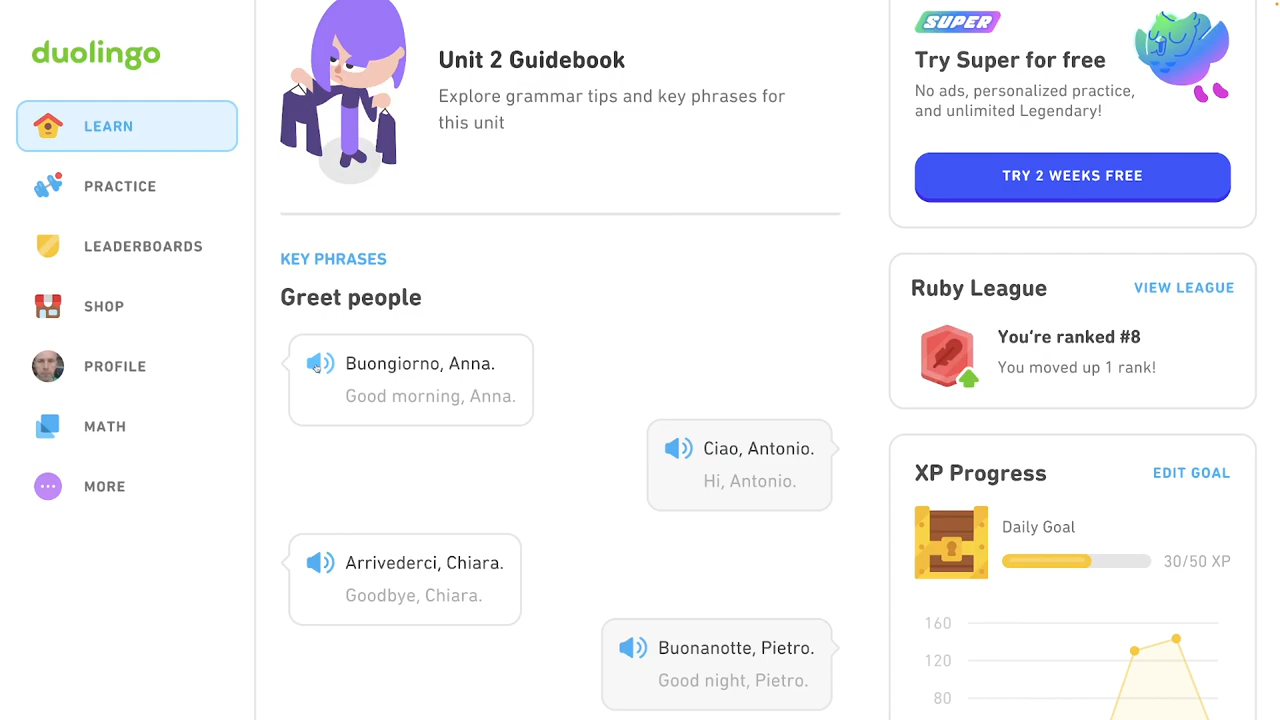 duolingo
LEARN
PRACTICE
LEADERBOARDS
SHOP
PROFILE
MATH
MORE
Unit 2 Guidebook
Explore grammar tips and key phrases for
this unit
KEY PHRASES
Greet people
Buongiorno, Anna.
Good morning, Anna.
Ciao, Antonio.
Hi, Antonio.
Arrivederci, Chiara.
Goodbye, Chiara.
Buonanotte, Pietro.
Good night, Pietro.
SUPER
Try Super for free
No ads, personalized practice,
and unlimited Legendary!
TRY 2 WEEKS FREE
Ruby League
VIEW LEAGUE
You're ranked #8
You moved up 1 rank!
XP Progress
EDIT GOAL
Daily Goal
30/50 XP
160
120
80